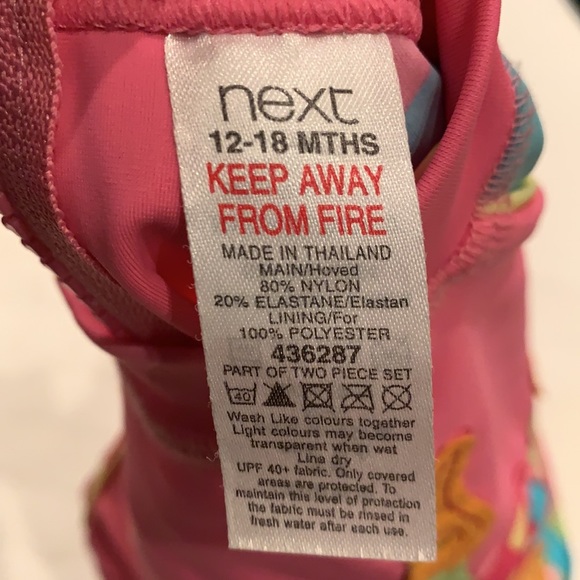 next
12-18 MTHS
KEEP AWAY
FROM FIRE
MADE IN THAILAND
MAIN/Hoved
80% NYLON
20% ELASTANE/Elastan
LINING/For
100% POLYESTER
436287
PART OF TWO PIECE SET
40
Wash Like colours together
Light colours may become
transparent when wet
Line dry
UPF 40+ fabric. Only covered
areas are protected. To
maintain this level of protection
the fabric must be rinsed in
fresh water after each use.